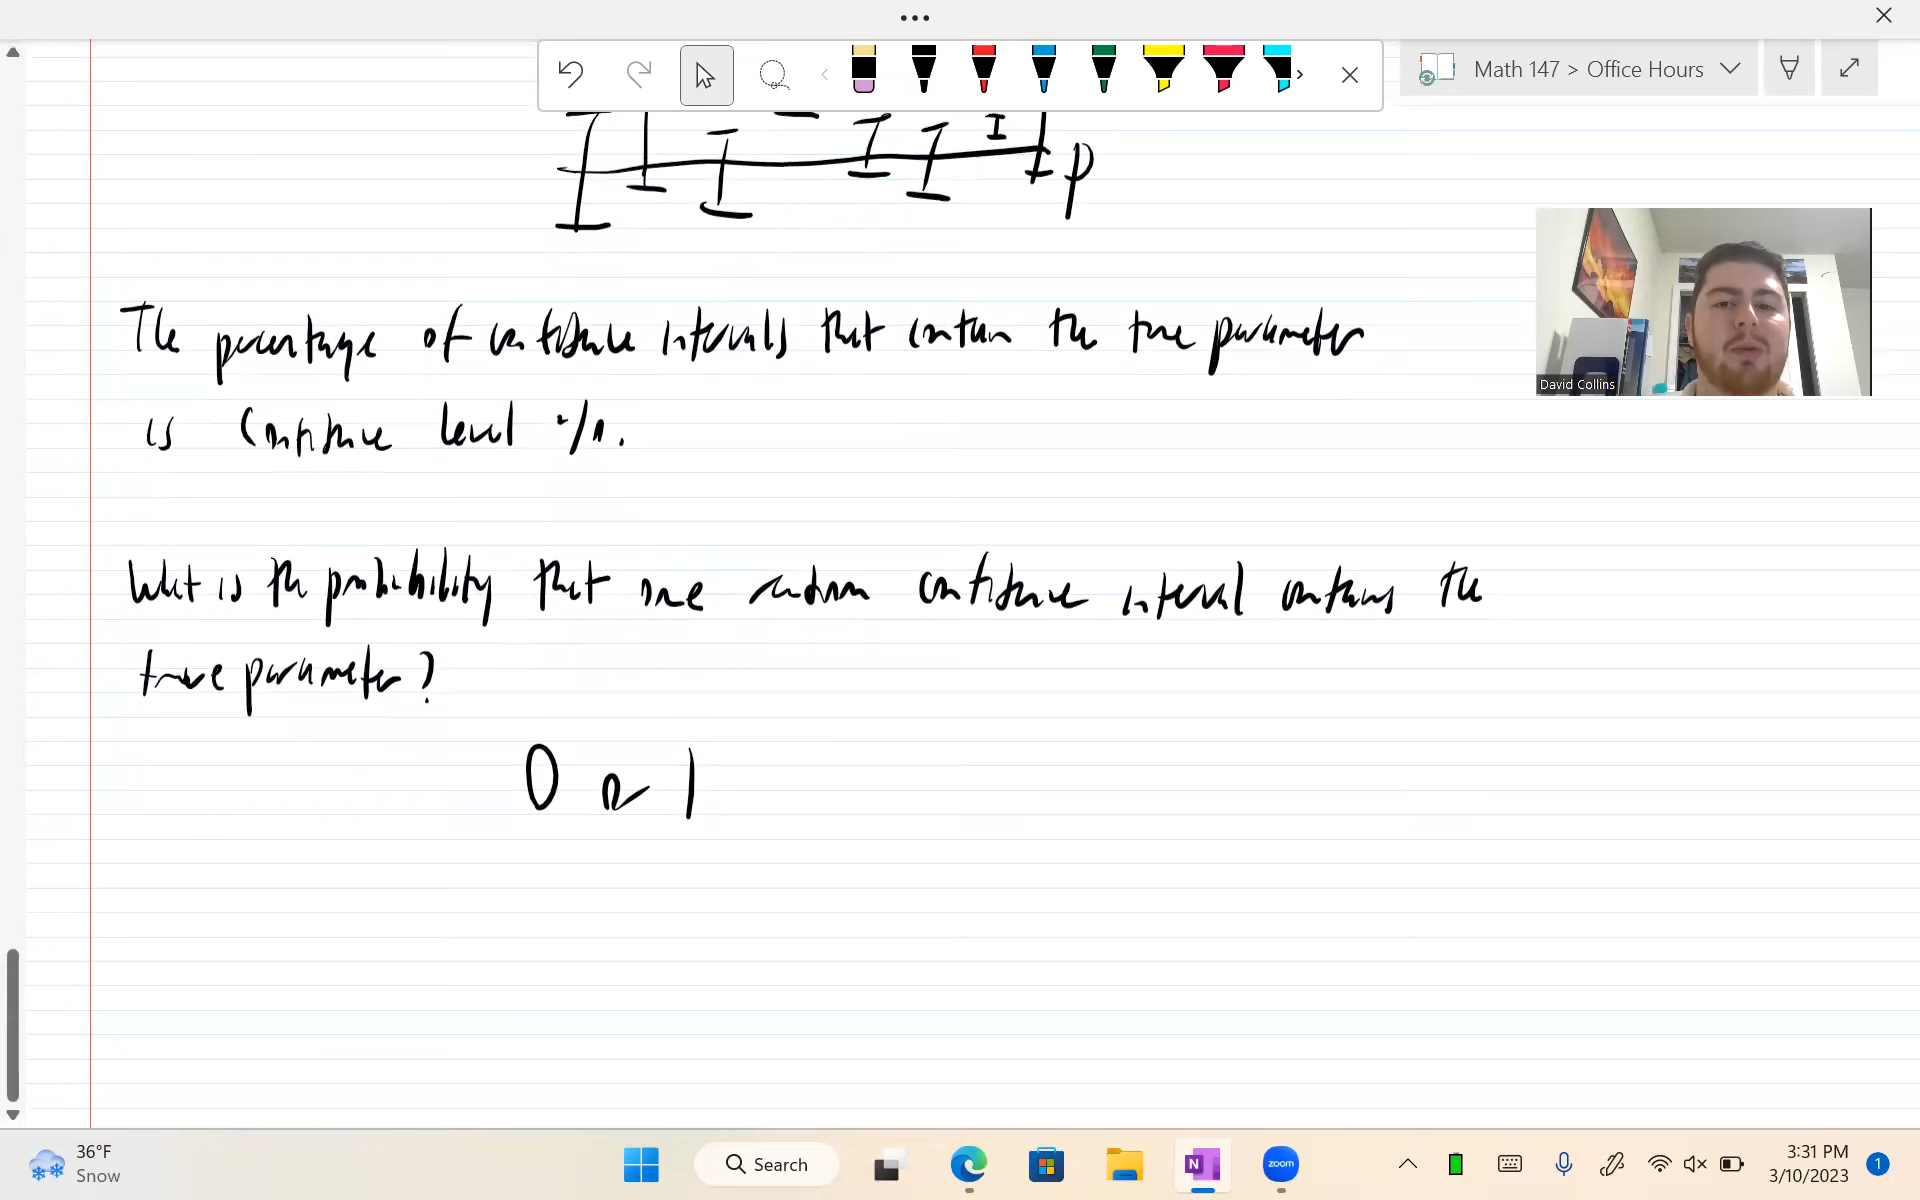 Math 147 > Office Hours
I I I I I I I p
David Collins
The percentage of confidence intervals that contain the true parameter
is confidence level %.
What is the probability that one random confidence interval contains the
true parameter?
0 or 1
36°F
Snow
Search
zoom
3:31 PM
3/10/2023
1